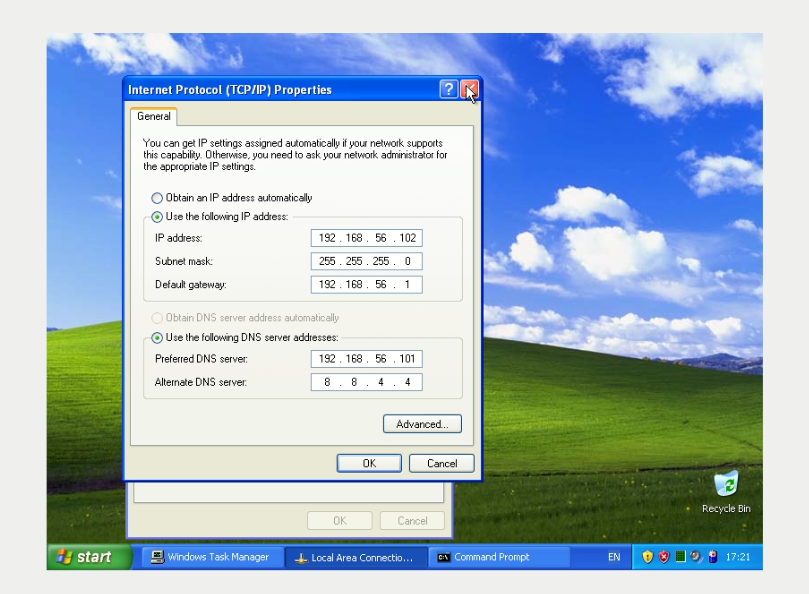 Internet Protocol (TCP/IP) Properties
General
You can get IP settings assigned automatically if your network supports
this capability. Otherwise, you need to ask your network administrator for
the appropriate IP settings.
Obtain an IP address automatically
Use the following IP address:
IP address: 192 . 168 . 56 . 102
Subnet mask: 255 . 255 . 255 . 0
Default gateway: 192 . 168 . 56 . 1
Obtain DNS server address automatically
Use the following DNS server addresses:
Preferred DNS server: 192 . 168 . 56 . 101
Alternate DNS server: 8 . 8 . 4 . 4
Advanced...
OK Cancel
OK Cancel
Recycle Bin
start Windows Task Manager Local Area Connectio... Command Prompt EN 17:21